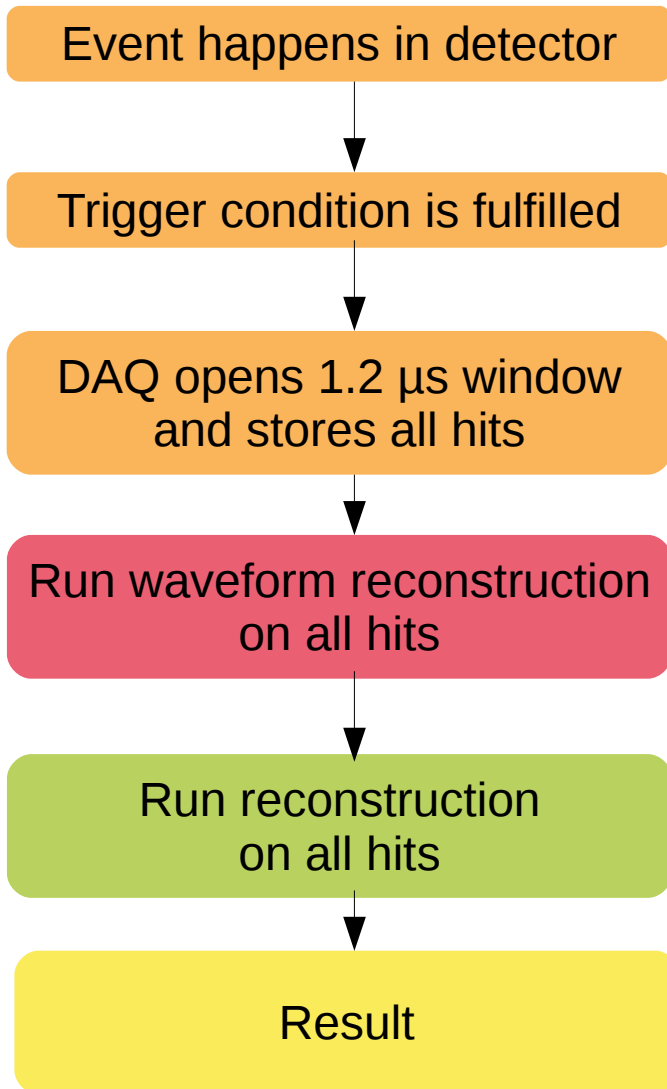 Event happens in detector
Trigger condition is fulfilled
DAQ opens 1.2 µs window
and stores all hits
Run waveform reconstruction
on all hits
Run reconstruction
on all hits
Result